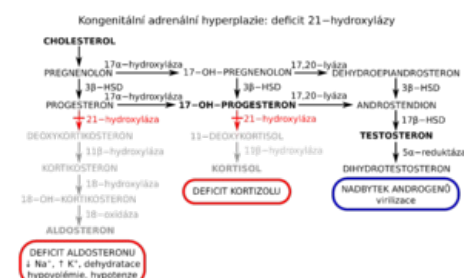 Kongenitální adrenální hyperplazie: deficit 21−hydroxylázy
CHOLESTEROL
17α−hydroxyláza
17,20−lyáza
PREGNENOLON
17−OH−PREGNENOLON
DEHYDROEPIANDROSTERON
3β−HSD
3β−HSD
3β−HSD
17α−hydroxyláza
17,20−lyáza
PROGESTERON
17−OH−PROGESTERON
ANDROSTENDION
21−hydroxyláza
21−hydroxyláza
17β−HSD
DEOXYKORTIKOSTERON
11−DEOXYKORTISOL
TESTOSTERON
11β−hydroxyláza
11β−hydroxyláza
5α−reduktáza
KORTIKOSTERON
KORTISOL
DIHYDROTESTOSTERON
18−hydroxyláza
DEFICIT KORTIZOLU
NADBYTEK ANDROGENŮ
virilizace
18−OH−KORTIKOSTERON
18−oxidáza
ALDOSTERON
DEFICIT ALDOSTERONU
↓ Na⁺, ↑ K⁺, dehydratace
hypovolémie, hypotenze